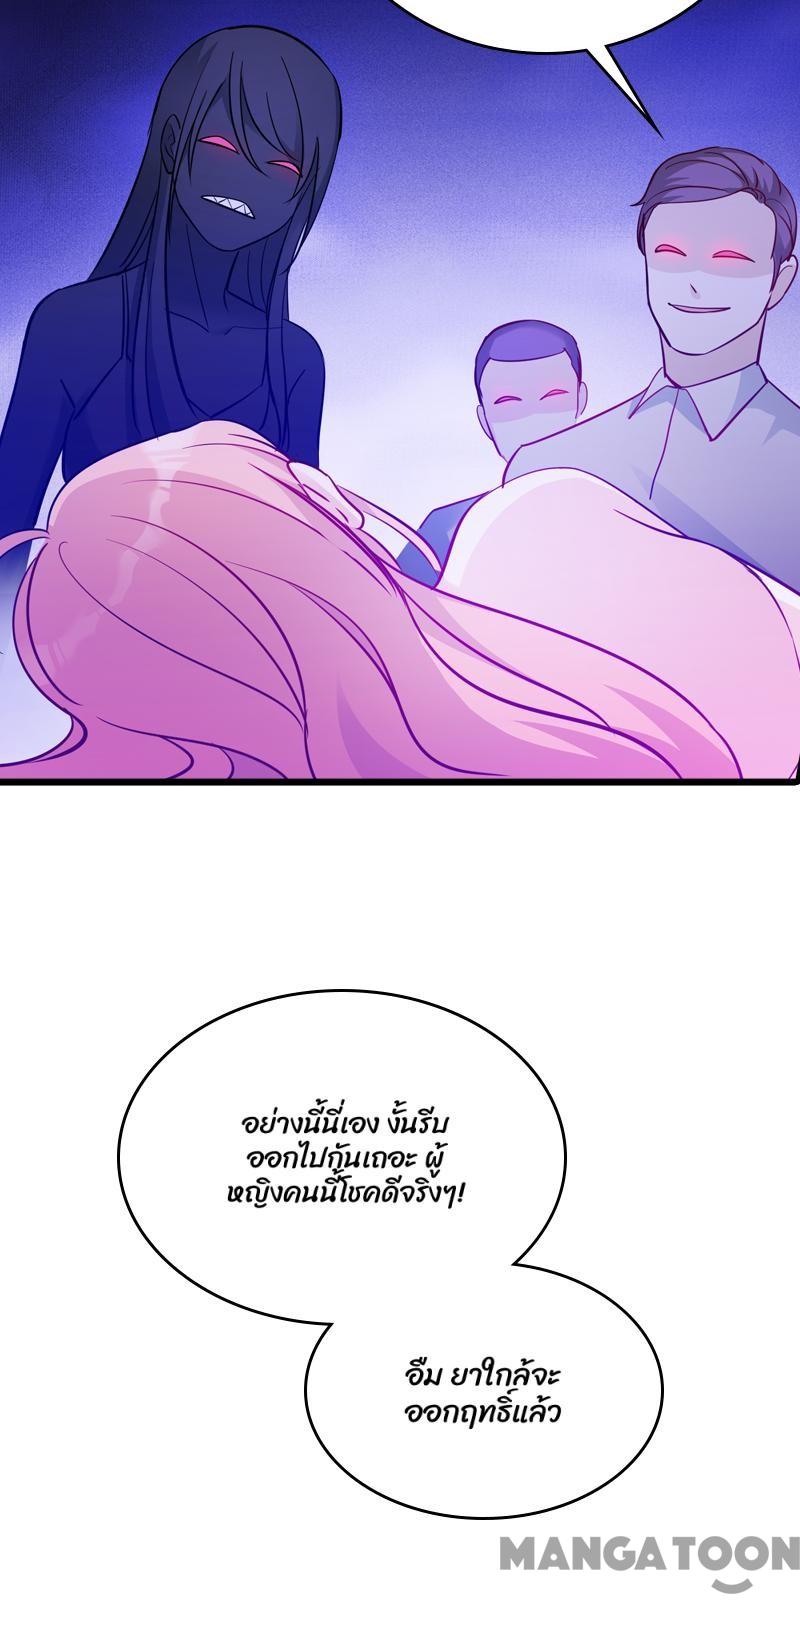 อย่างนี้นี่เอง งั้นรีบ
ออกไปกันเถอะ ผู้
หญิงคนนี้โชคดีจริงๆ!
อืม ยาใกล้จะ
ออกฤทธิ์แล้ว
MANGATOON